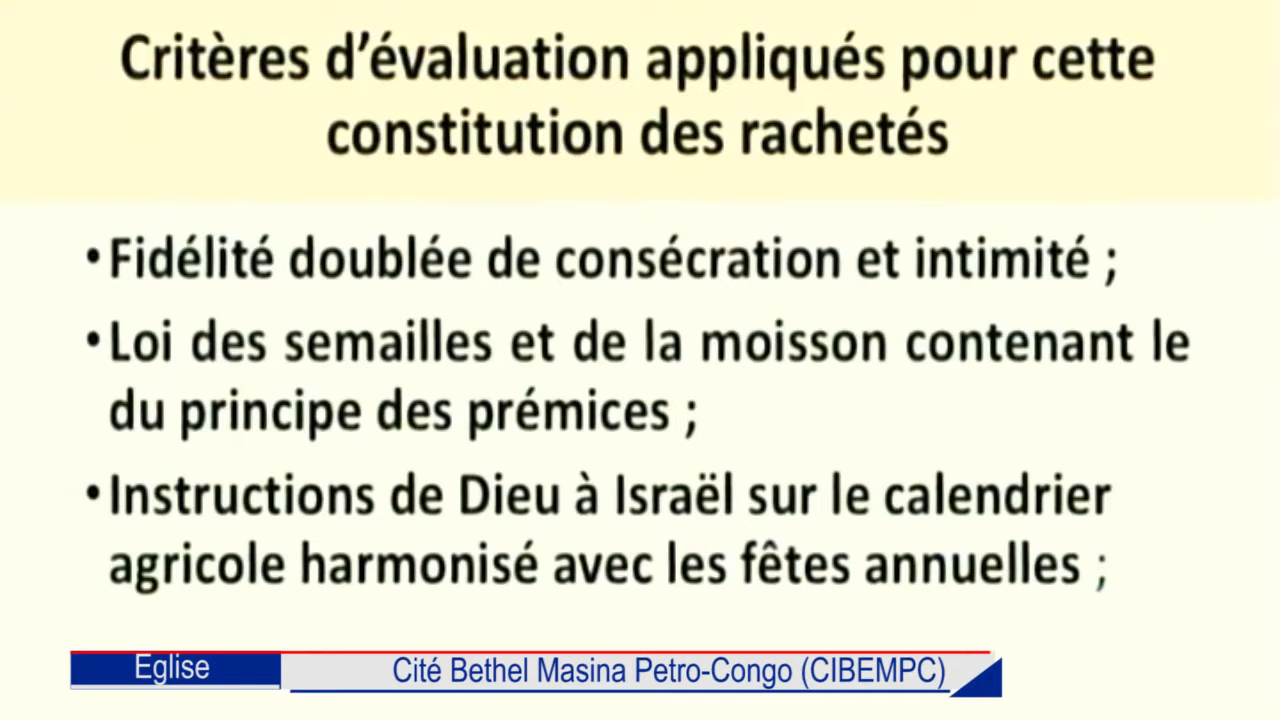 Critères d’évaluation appliqués pour cette
constitution des rachetés
•Fidélité doublée de consécration et intimité ;
•Loi des semailles et de la moisson contenant le
du principe des prémices ;
•Instructions de Dieu à Israël sur le calendrier
agricole harmonisé avec les fêtes annuelles ;
Eglise Cité Bethel Masina Petro-Congo (CIBEMPC)